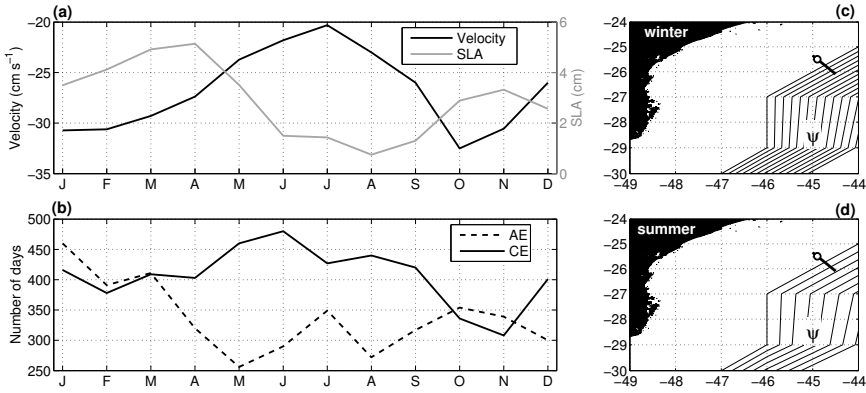 (a)
Velocity (cm s−1)
−20
−25
−30
−35
Velocity
SLA
6
4
2
0
SLA (cm)
J F M A M J J A S O N D
(b)
Number of days
500
450
400
350
300
250
AE
CE
J F M A M J J A S O N D
(c)
winter
−24
−25
−26
−27
−28
−29
−30
ψ
−49 −48 −47 −46 −45 −44
(d)
summer
−24
−25
−26
−27
−28
−29
−30
ψ
−49 −48 −47 −46 −45 −44